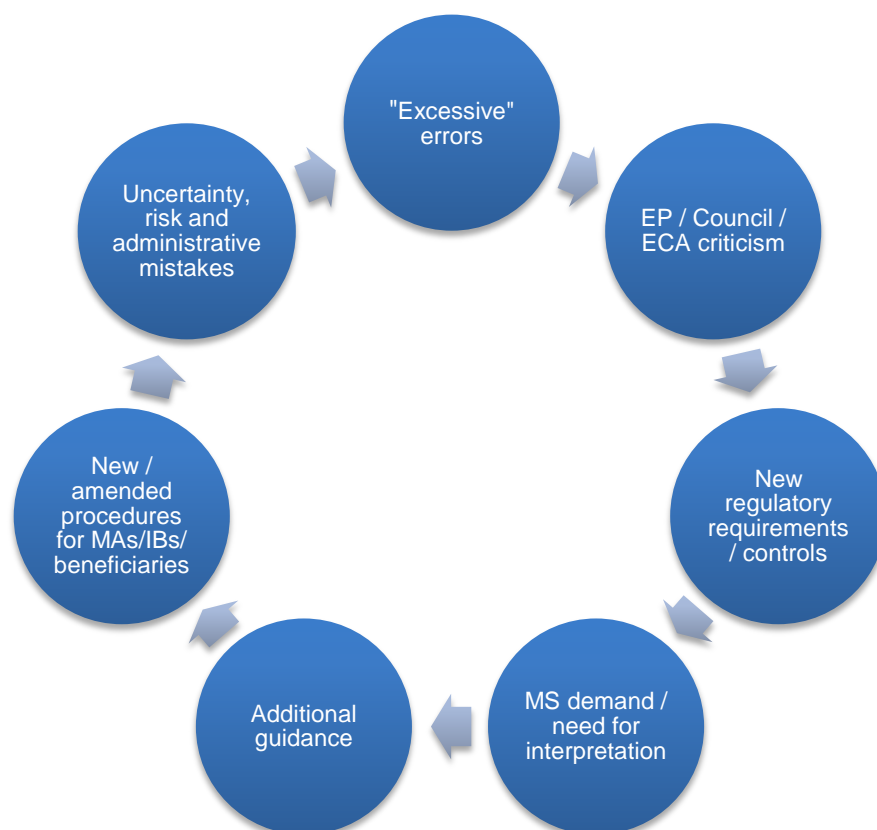 "Excessive"
errors
EP / Council /
ECA criticism
New
regulatory
requirements
/ controls
MS demand /
need for
interpretation
Additional
guidance
New /
amended
procedures
for MAs/IBs/
beneficiaries
Uncertainty,
risk and
administrative
mistakes